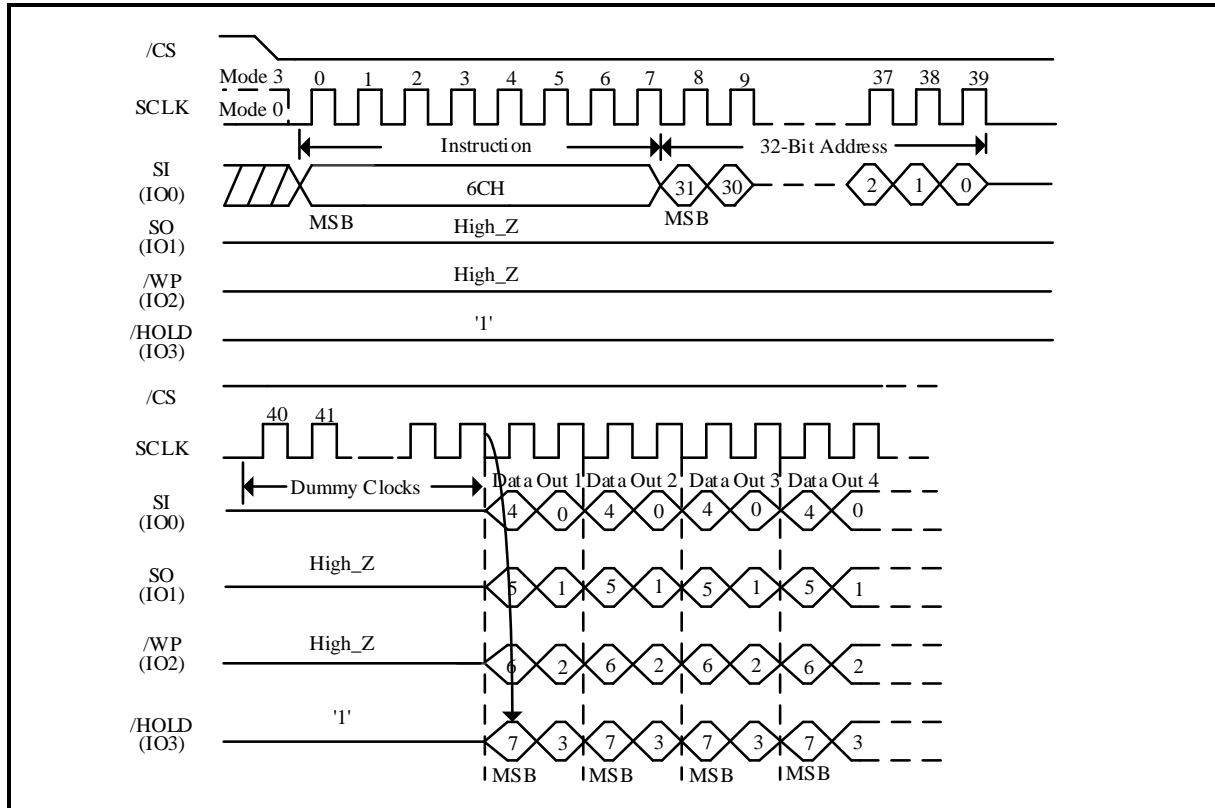 /CS
Mode 3 0 1 2 3 4 5 6 7 8 9 37 38 39
SCLK Mode 0
Instruction 32-Bit Address
SI
(IO0)
6CH 31 30 2 1 0
MSB MSB
SO
(IO1)
High_Z
/WP
(IO2)
High_Z
/HOLD
(IO3)
'1'
/CS
40 41
SCLK
Dummy Clocks
Data Out 1 Data Out 2 Data Out 3 Data Out 4
SI
(IO0)
4 0 4 0 4 0 4 0
SO
(IO1)
High_Z
5 1 5 1 5 1 5 1
/WP
(IO2)
High_Z
6 2 6 2 6 2 6 2
/HOLD
(IO3)
'1'
7 3 7 3 7 3 7 3
MSB MSB MSB MSB